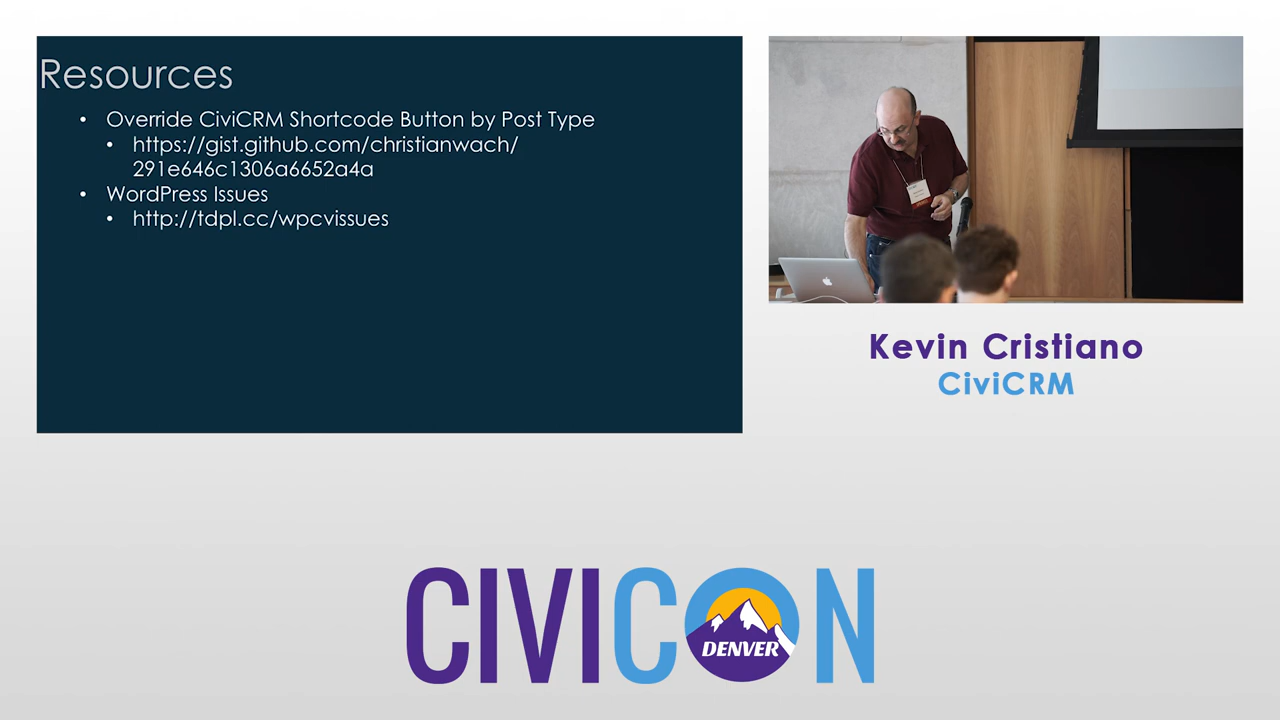 Resources
• Override CiviCRM Shortcode Button by Post Type
• https://gist.github.com/christianwach/
291e646c1306a6652a4a
• WordPress Issues
• http://tdpl.cc/wpcvissues
Kevin Cristiano
CiviCRM
CIVICON
DENVER